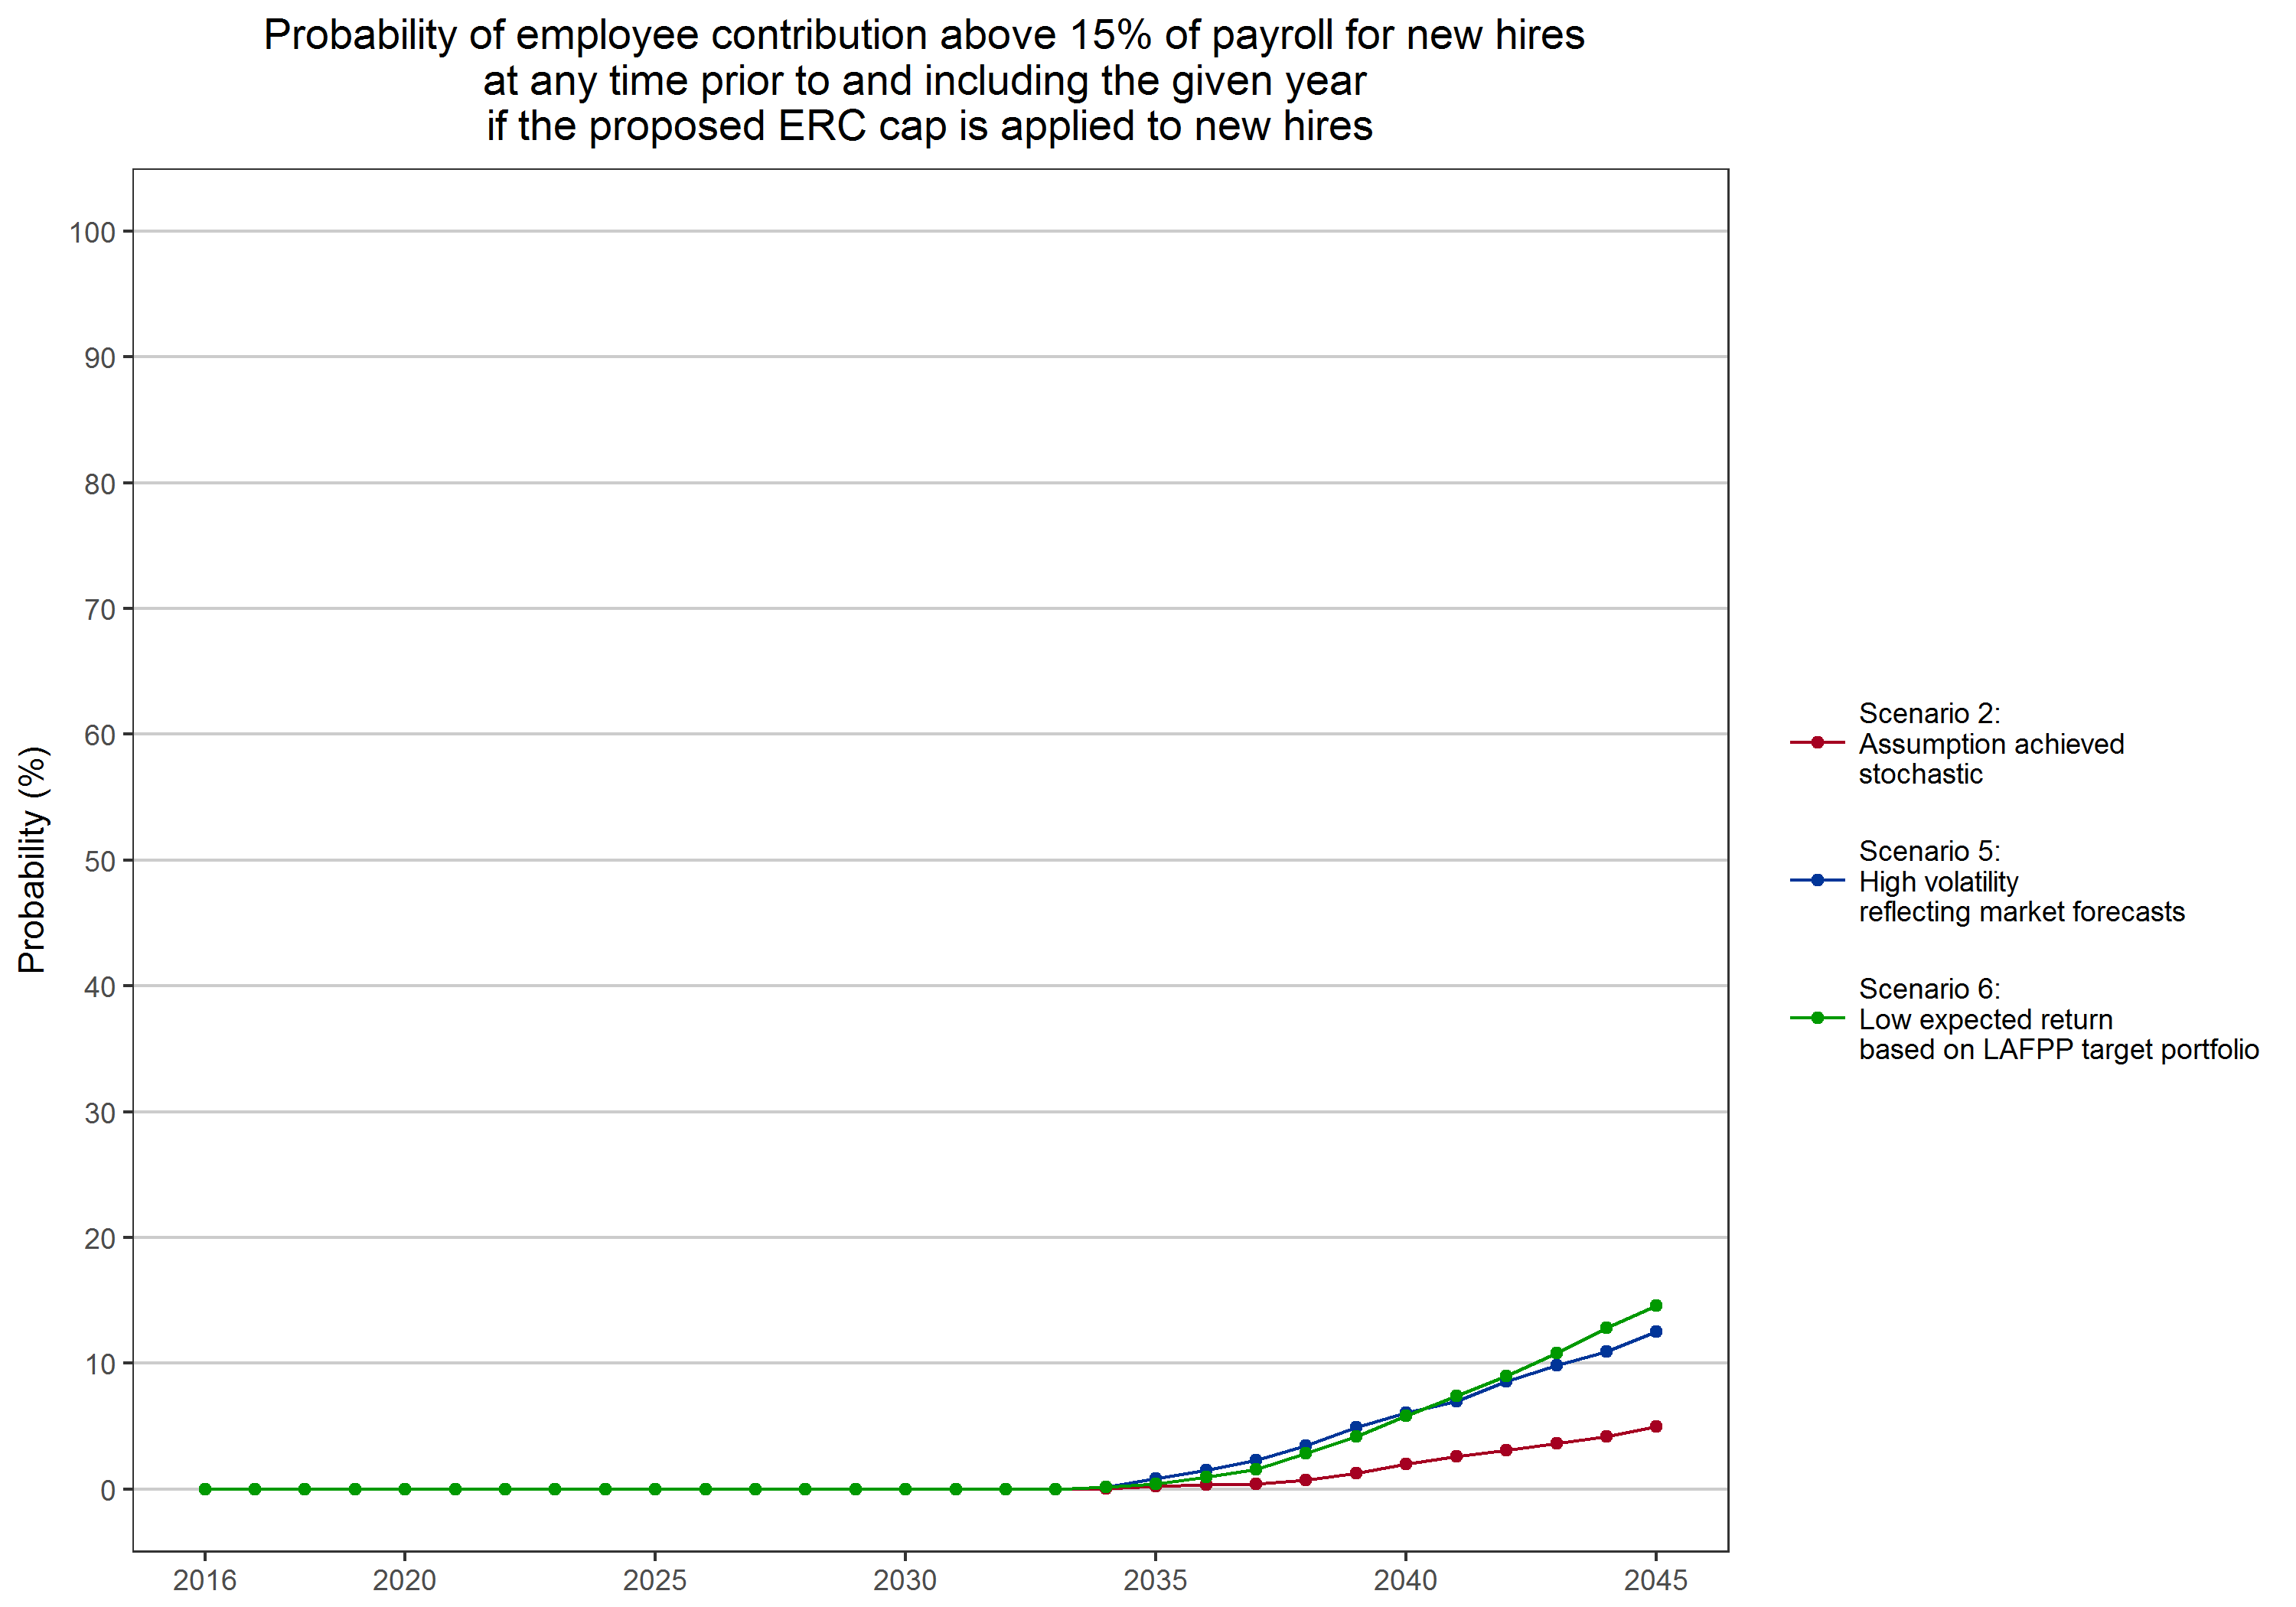 Probability of employee contribution above 15% of payroll for new hires
at any time prior to and including the given year
if the proposed ERC cap is applied to new hires
Probability (%)
100
90
80
70
60
50
40
30
20
10
0
2016
2020
2025
2030
2035
2040
2045
Scenario 2:
Assumption achieved
stochastic
Scenario 5:
High volatility
reflecting market forecasts
Scenario 6:
Low expected return
based on LAFPP target portfolio